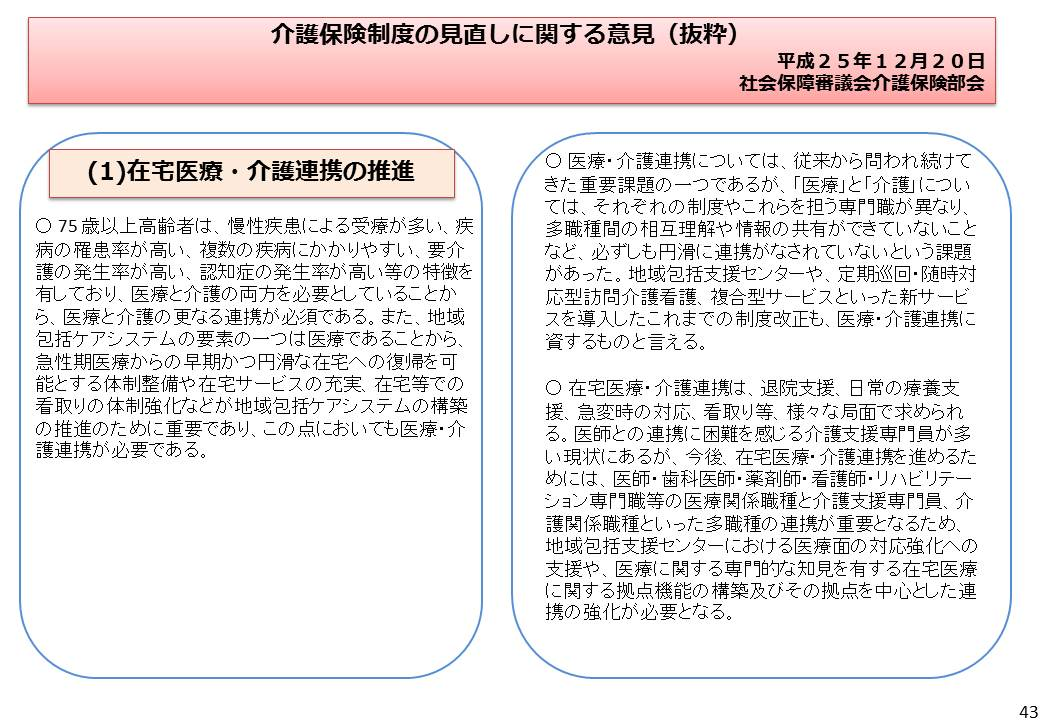 介護保険制度の見直しに関する意見（抜粋）
平成２５年１２月２０日
社会保障審議会介護保険部会
(1)在宅医療・介護連携の推進
○ 75歳以上高齢者は、慢性疾患による受療が多い、疾
病の罹患率が高い、複数の疾病にかかりやすい、要介
護の発生率が高い、認知症の発生率が高い等の特徴を
有しており、医療と介護の両方を必要としていることか
ら、医療と介護の更なる連携が必須である。また、地域
包括ケアシステムの要素の一つは医療であることから、
急性期医療からの早期かつ円滑な在宅への復帰を可
能とする体制整備や在宅サービスの充実、在宅等での
看取りの体制強化などが地域包括ケアシステムの構築
の推進のために重要であり、この点においても医療・介
護連携が必要である。
○ 医療・介護連携については、従来から問われ続けて
きた重要課題の一つであるが、「医療」と「介護」につい
ては、それぞれの制度やこれらを担う専門職が異なり、
多職種間の相互理解や情報の共有ができていないこと
など、必ずしも円滑に連携がなされていないという課題
があった。地域包括支援センターや、定期巡回・随時対
応型訪問介護看護、複合型サービスといった新サービ
スを導入したこれまでの制度改正も、医療・介護連携に
資するものと言える。
○ 在宅医療・介護連携は、退院支援、日常の療養支
援、急変時の対応、看取り等、様々な局面で求められ
る。医師との連携に困難を感じる介護支援専門員が多
い現状にあるが、今後、在宅医療・介護連携を進めるた
めには、医師・歯科医師・薬剤師・看護師・リハビリテー
ション専門職等の医療関係職種と介護支援専門員、介
護関係職種といった多職種の連携が重要となるため、
地域包括支援センターにおける医療面の対応強化への
支援や、医療に関する専門的な知見を有する在宅医療
に関する拠点機能の構築及びその拠点を中心とした連
携の強化が必要となる。
43